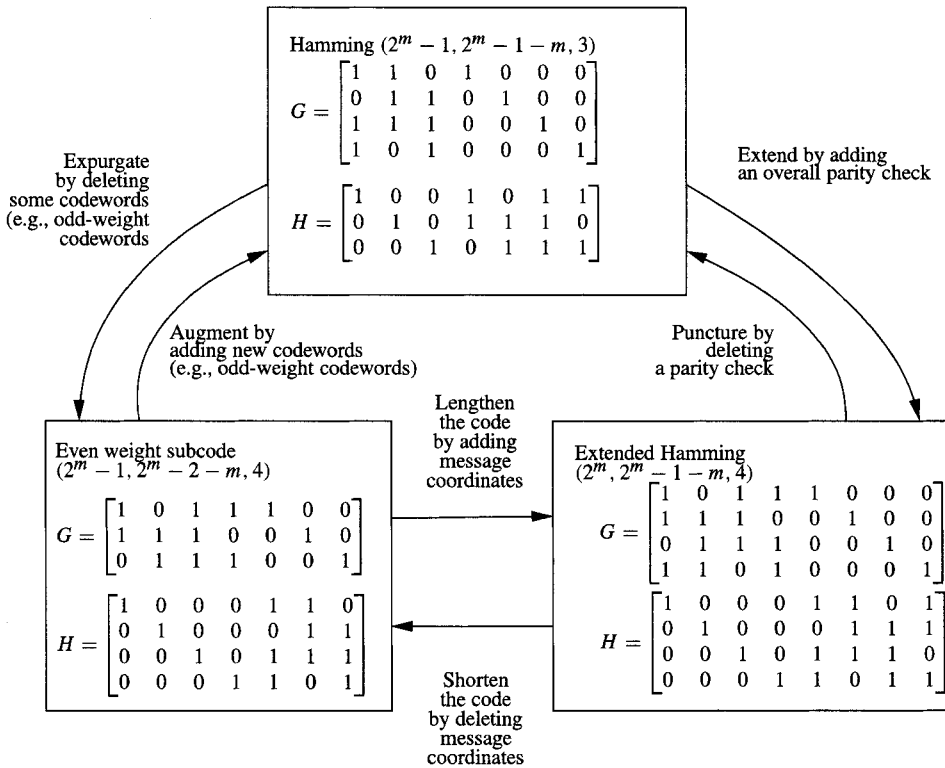 Hamming (2^m − 1, 2^m − 1 − m, 3)
G =
1 1 0 1 0 0 0
0 1 1 0 1 0 0
1 1 1 0 0 1 0
1 0 1 0 0 0 1
H =
1 0 0 1 0 1 1
0 1 0 1 1 1 0
0 0 1 0 1 1 1
Expurgate
by deleting
some codewords
(e.g., odd-weight
codewords
Extend by adding
an overall parity check
Augment by
adding new codewords
(e.g., odd-weight codewords)
Puncture by
deleting
a parity check
Even weight subcode
(2^m − 1, 2^m − 2 − m, 4)
G =
1 0 1 1 1 0 0
1 1 1 0 0 1 0
0 1 1 1 0 0 1
H =
1 0 0 0 1 1 0
0 1 0 0 0 1 1
0 0 1 0 1 1 1
0 0 0 1 1 0 1
Lengthen
the code
by adding
message
coordinates
Shorten
the code
by deleting
message
coordinates
Extended Hamming
(2^m, 2^m − 1 − m, 4)
G =
1 0 1 1 1 0 0 0
1 1 1 0 0 1 0 0
0 1 1 1 0 0 1 0
1 1 0 1 0 0 0 1
H =
1 0 0 0 1 1 0 1
0 1 0 0 0 1 1 1
0 0 1 0 1 1 1 0
0 0 0 1 1 0 1 1